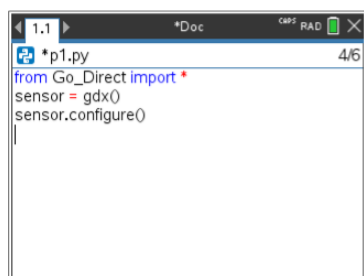 1.1 *Doc CAPS RAD
*p1.py 4/6
from Go_Direct import *
sensor = gdx()
sensor.configure()